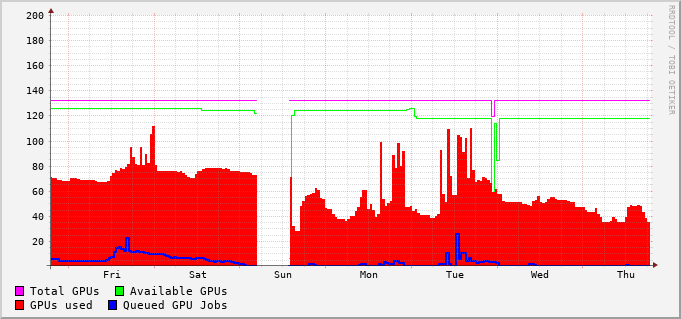 200
180
160
140
120
100
80
60
40
20
Fri Sat Sun Mon Tue Wed Thu
Total GPUs Available GPUs
GPUs used Queued GPU Jobs
RRDTOOL / TOBI OETIKER